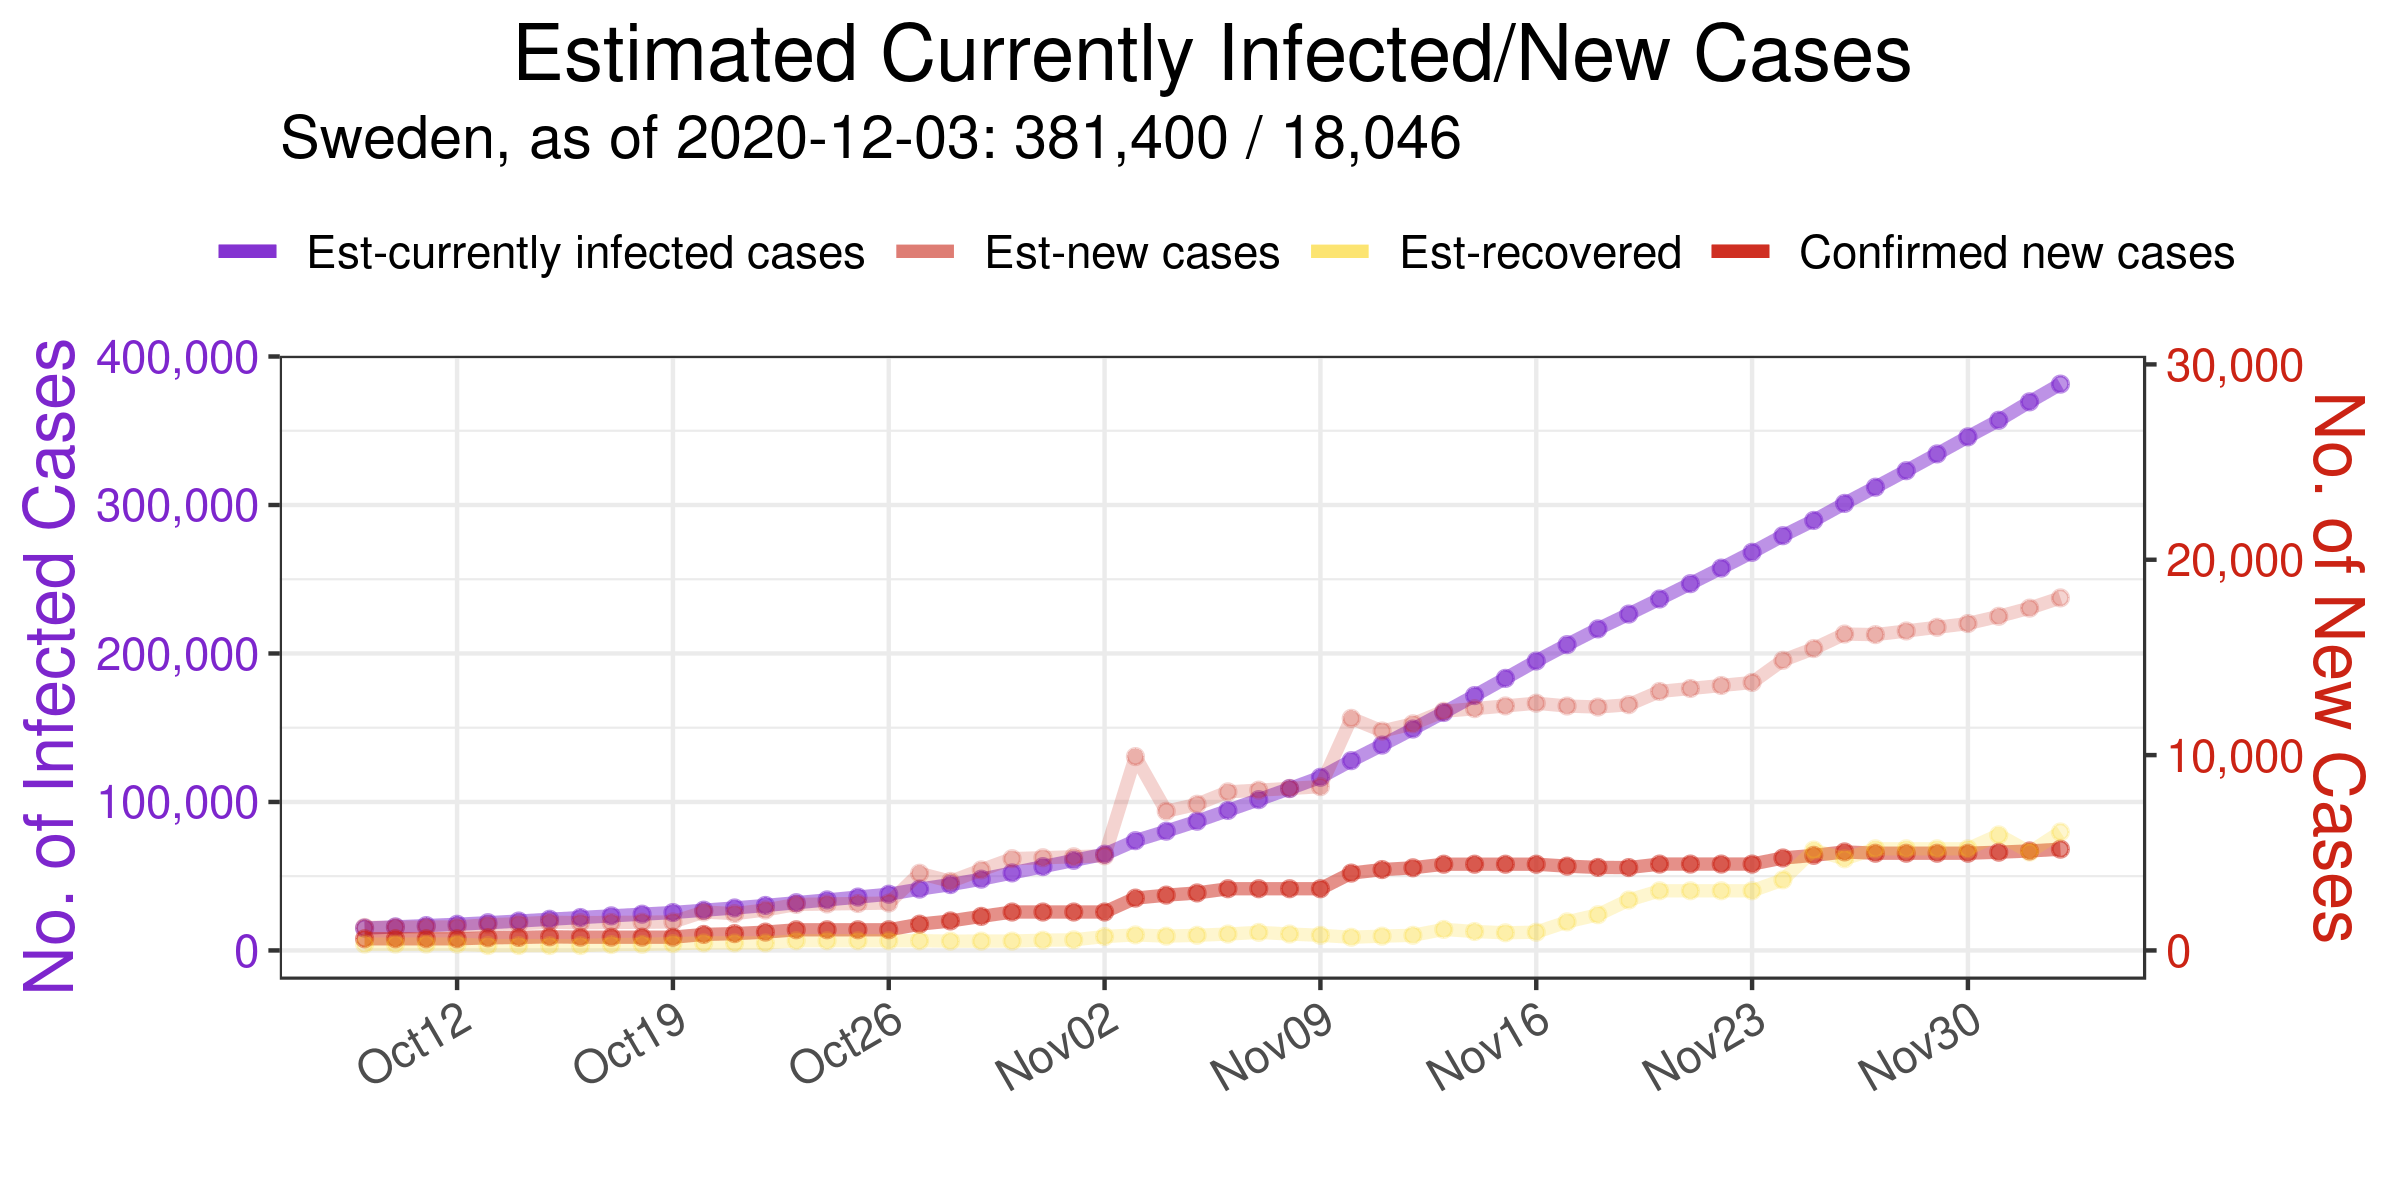 Estimated Currently Infected/New Cases
Sweden, as of 2020-12-03: 381,400 / 18,046
Est-currently infected cases Est-new cases Est-recovered Confirmed new cases
No. of Infected Cases
400,000
300,000
200,000
100,000
0
30,000
20,000
10,000
0
No. of New Cases
Oct12 Oct19 Oct26 Nov02 Nov09 Nov16 Nov23 Nov30